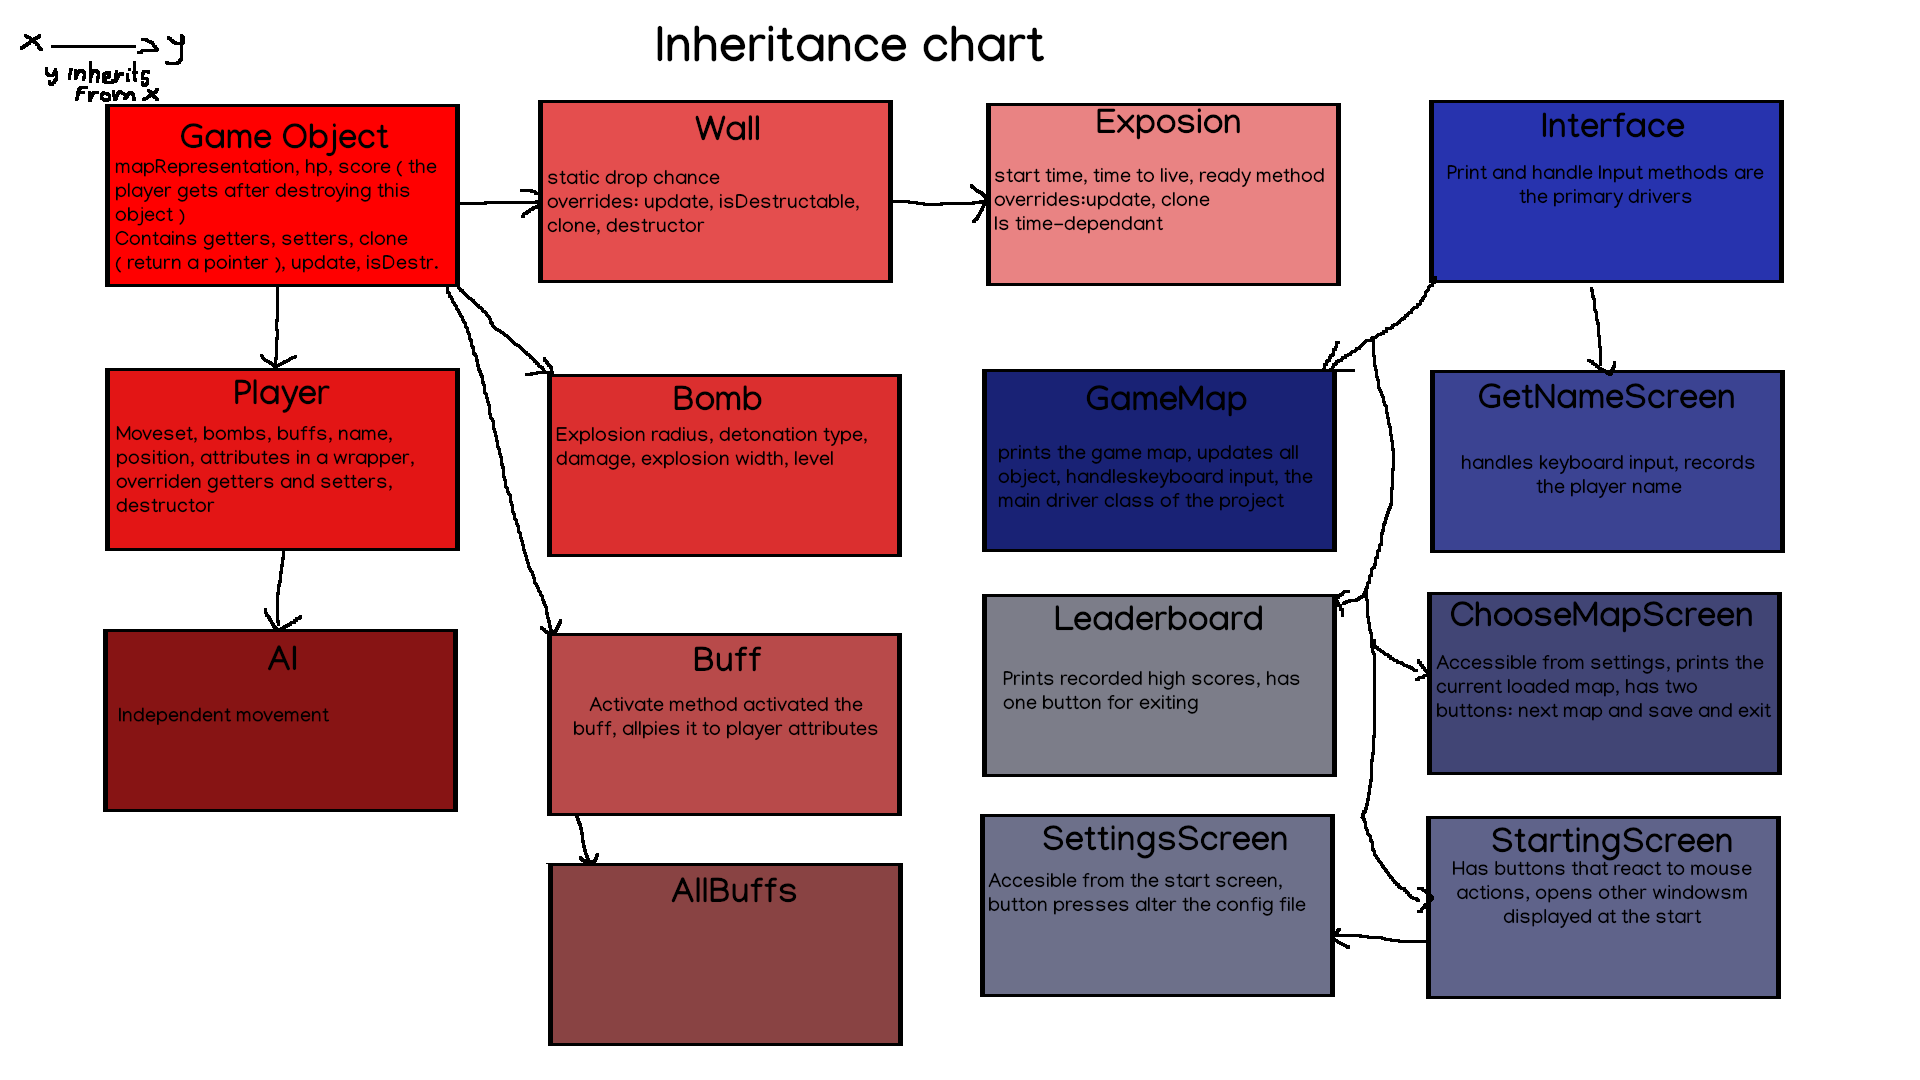 Inheritance chart
x y
y inherits
from x
Game Object
mapRepresentation, hp, score ( the
player gets after destroying this
object )
Contains getters, setters, clone
( return a pointer ), update, isDestr.
Wall
static drop chance
overrides: update, isDestructable,
clone, destructor
Exposion
start time, time to live, ready method
overrides:update, clone
Is time-dependant
Interface
Print and handle Input methods are
the primary drivers
Player
Moveset, bombs, buffs, name,
position, attributes in a wrapper,
overriden getters and setters,
destructor
Bomb
Explosion radius, detonation type,
damage, explosion width, level
GameMap
prints the game map, updates all
object, handleskeyboard input, the
main driver class of the project
GetNameScreen
handles keyboard input, records
the player name
AI
Independent movement
Buff
Activate method activated the
buff, allpies it to player attributes
Leaderboard
Prints recorded high scores, has
one button for exiting
ChooseMapScreen
Accessible from settings, prints the
current loaded map, has two
buttons: next map and save and exit
AllBuffs
SettingsScreen
Accesible from the start screen,
button presses alter the config file
StartingScreen
Has buttons that react to mouse
actions, opens other windowsm
displayed at the start